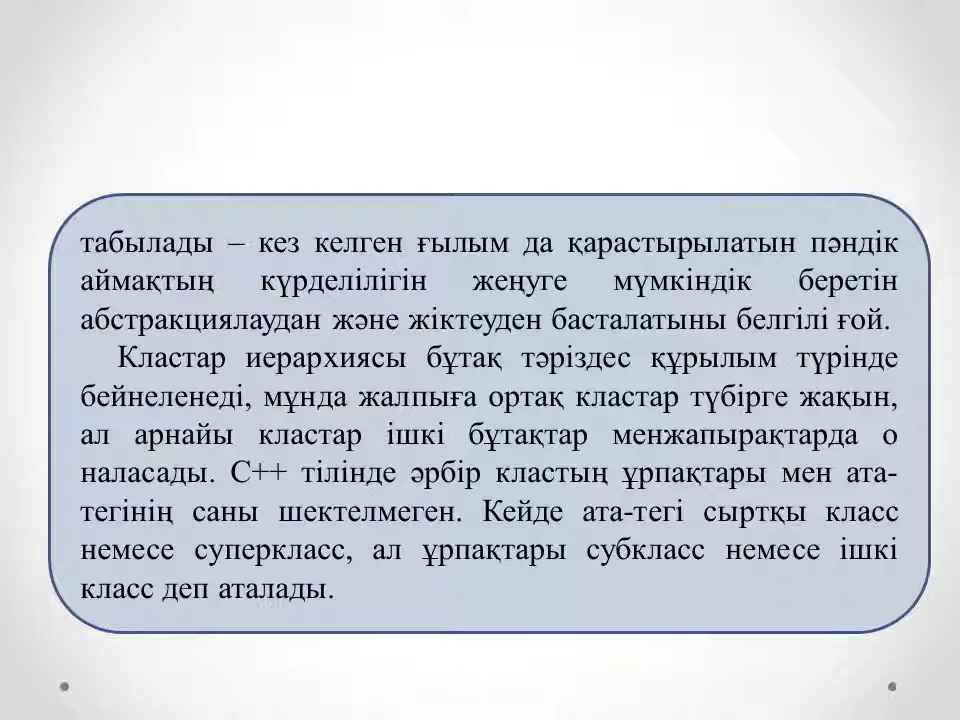 табылады – кез келген ғылым да қарастырылатын пәндік
аймақтың күрделілігін жеңуге мүмкіндік беретін
абстракциялаудан және жіктеуден басталатыны белгілі ғой.
Кластар иерархиясы бұтақ тәріздес құрылым түрінде
бейнеленеді, мұнда жалпыға ортақ кластар түбірге жақын,
ал арнайы кластар ішкі бұтақтар менжапырақтарда о
наласады. С++ тілінде әрбір кластың ұрпақтары мен ата-
тегінің саны шектелмеген. Кейде ата-тегі сыртқы класс
немесе суперкласс, ал ұрпақтары субкласс немесе ішкі
класс деп аталады.